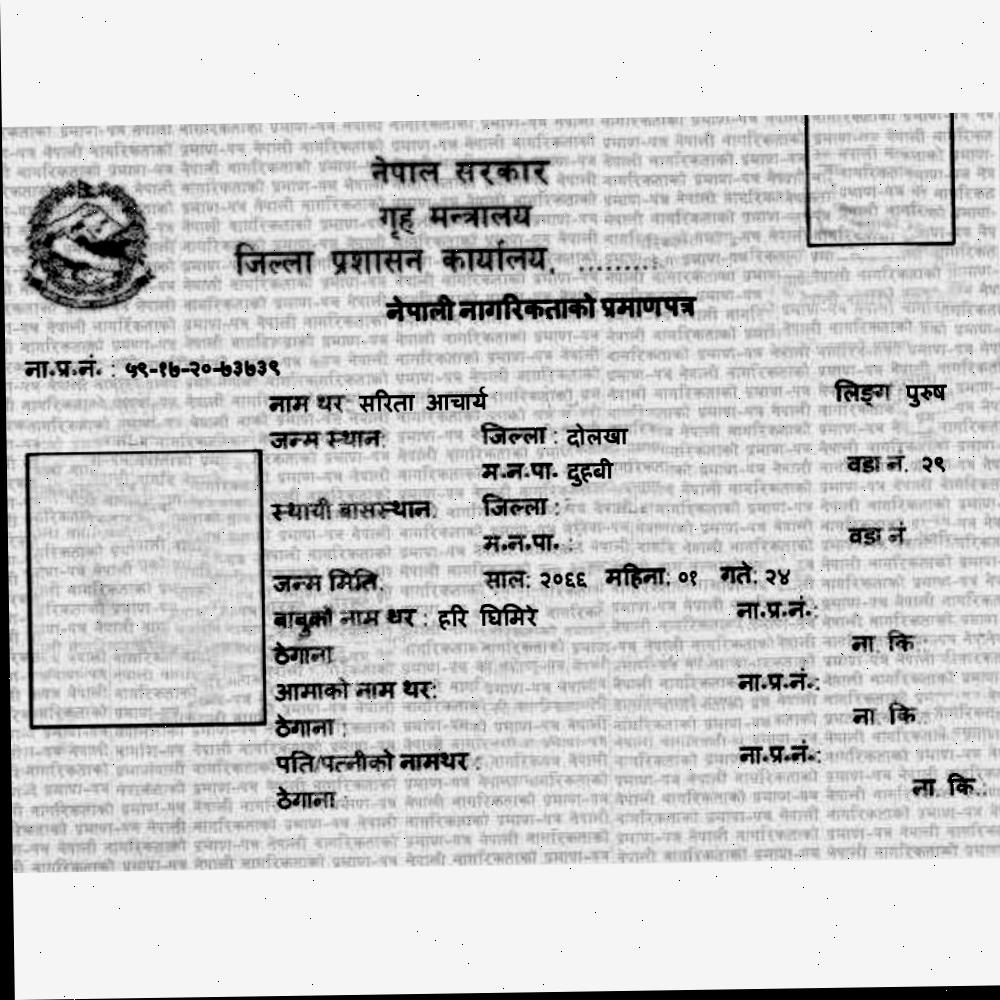 नेपाल सरकार
गृह मन्त्रालय
जिल्ला प्रशासन कार्यालय, .........
नेपाली नागरिकताको प्रमाणपत्र
ना.प्र.नं. : ५९-१७-२०-७३७३९
नाम थर सरिता आचार्य लिङ्ग पुरुष
जन्म स्थान: जिल्ला : दोलखा
म.न.पा. दुहबी वडा नं. २९
स्थायी बासस्थान: जिल्ला :
म.न.पा. : वडा नं
जन्म मिति: साल: २०६६ महिना: ०१ गते: २४
बाबुको नाम थर : हरि घिमिरे ना.प्र.नं.:
ठेगाना ना. कि.:
आमाको नाम थर: ना.प्र.नं.:
ठेगाना : ना. कि.
पति/पत्नीको नामथर : ना.प्र.नं.:
ठेगाना : ना. कि.: